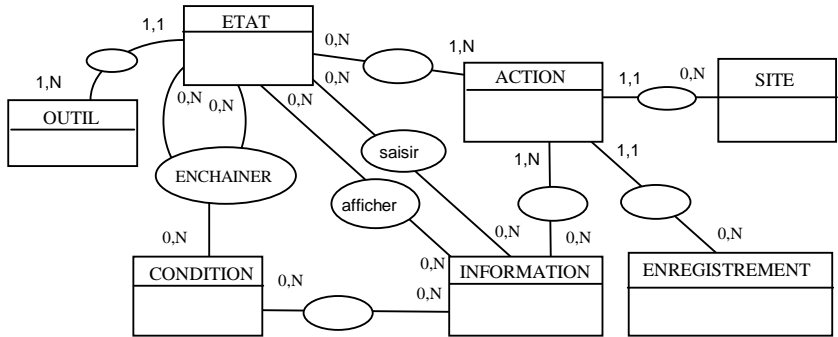 ETAT
1,1
0,N
1,N
0,N
ACTION
1,1
0,N
SITE
1,N
0,N
0,N
0,N
OUTIL
saisir
1,N
1,1
ENCHAINER
afficher
0,N
0,N
0,N
0,N
CONDITION
0,N
0,N
INFORMATION
ENREGISTREMENT
0,N